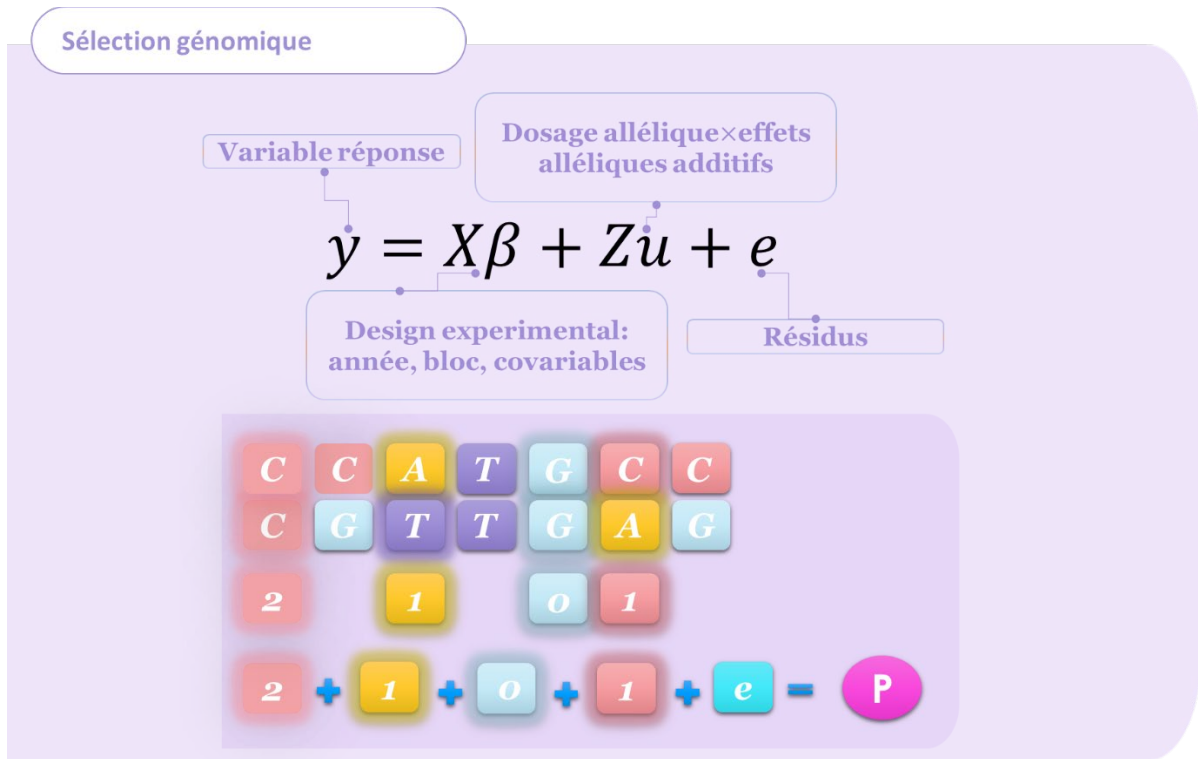 Sélection génomique
Dosage allélique×effets
alléliques additifs
Variable réponse
y = Xβ + Zu + e
Design experimental:
année, bloc, covariables
Résidus
C C A T G C C
C G T T G A G
2 1 0 1
2 + 1 + 0 + 1 + e = P